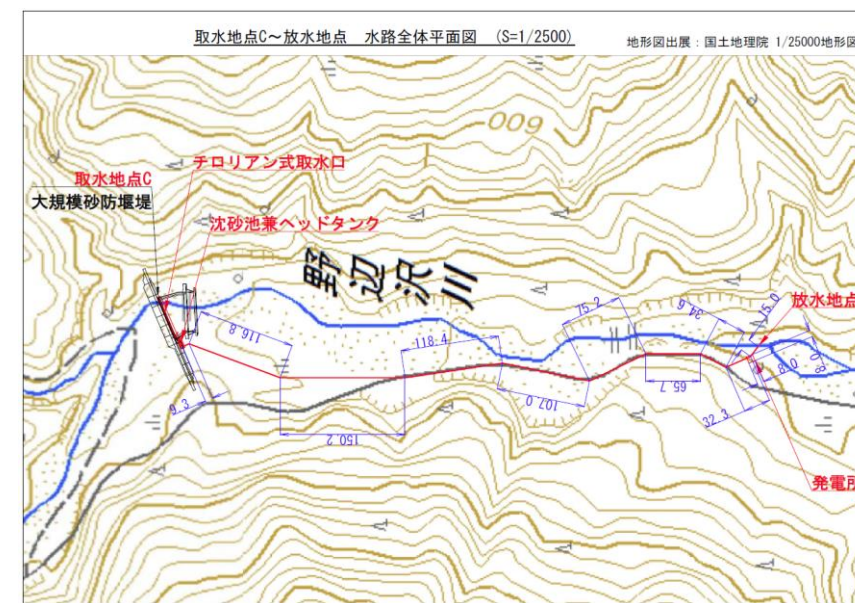 取水地点C～放水地点 水路全体平面図 (S=1/2500)
地形図出展：国土地理院 1/25000地形図
600
チロリアン式取水口
取水地点C
大規模砂防堰堤
沈砂池兼ヘッドタンク
野辺沢川
75.2
34.6
15.0
放水地点
116.8
118.4
8.0
8.0
9.3
107.0
65.7
32.3
150.2
発電所